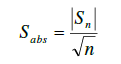 S_abs = |S_n| / √n